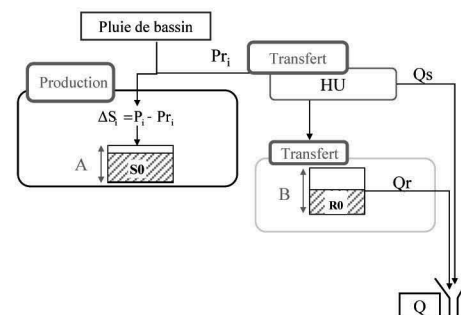 Pluie de bassin
Pr_i
Transfert
Production
HU
Qs
ΔS_i =P_i - Pr_i
A
S0
Transfert
B
R0
Qr
Q